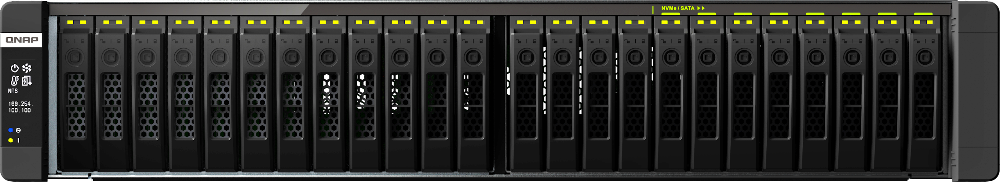 NVMe / SATA
QNAP
NAS
169.254.
100.100